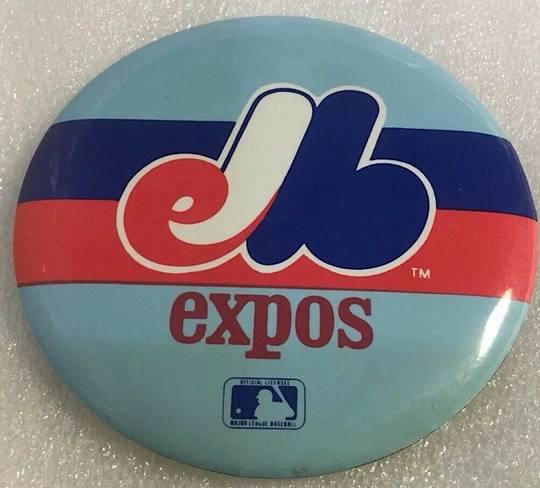 TM
expos
OFFICIAL LICENSEE
MAJOR LEAGUE BASEBALL